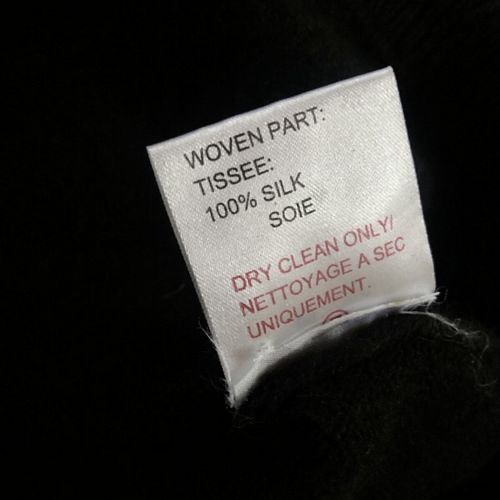 WOVEN PART:
TISSEE:
100% SILK
SOIE
DRY CLEAN ONLY/
NETTOYAGE A SEC
UNIQUEMENT.